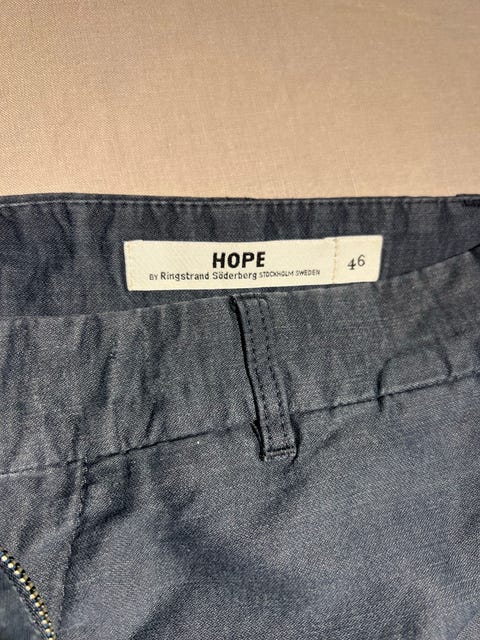 HOPE
BY Ringstrand Söderberg STOCKHOLM SWEDEN
46